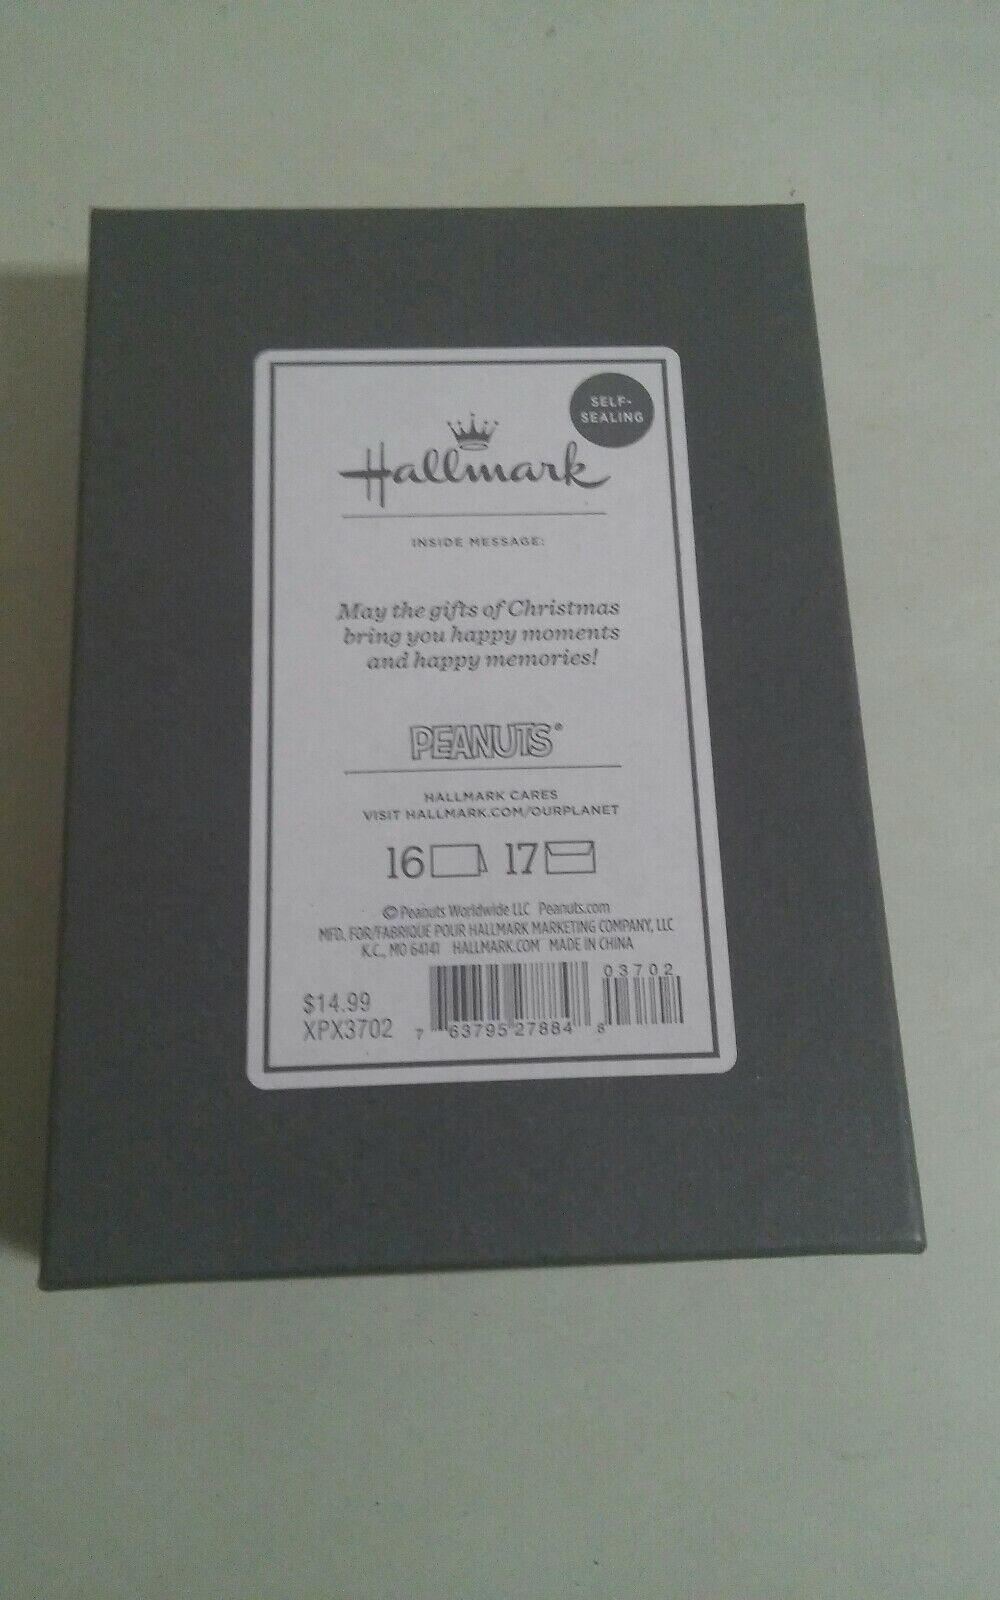 SELF-
SEALING
Hallmark
INSIDE MESSAGE:
May the gifts of Christmas
bring you happy moments
and happy memories!
PEANUTS®
HALLMARK CARES
VISIT HALLMARK.COM/OURPLANET
16 17
© Peanuts Worldwide LLC Peanuts.com
MFD. FOR/FABRIQUÉ POUR HALLMARK MARKETING COMPANY, LLC
K.C., MO 64141 HALLMARK.COM MADE IN CHINA
03702
$14.99
XPX3702 7 63795 27884 8